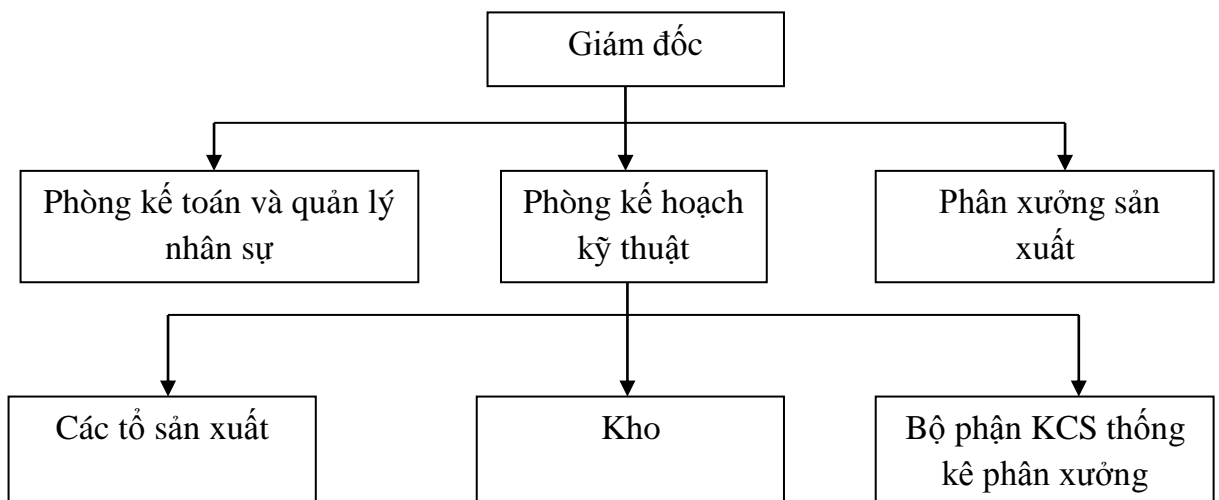 Giám đốc
Phòng kế toán và quản lý
nhân sự
Phòng kế hoạch
kỹ thuật
Phân xưởng sản
xuất
Các tổ sản xuất
Kho
Bộ phận KCS thống
kê phân xưởng